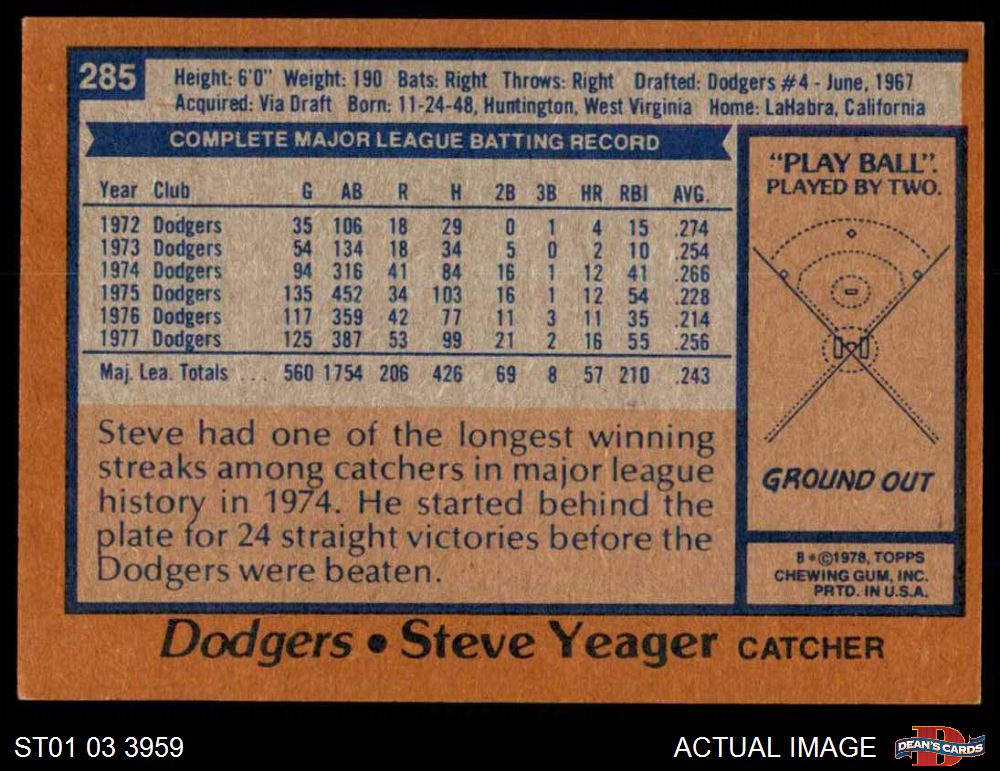 285
Height: 6'0" Weight: 190 Bats: Right Throws: Right Drafted: Dodgers #4 - June, 1967
Acquired: Via Draft Born: 11-24-48, Huntington, West Virginia Home: LaHabra, California
COMPLETE MAJOR LEAGUE BATTING RECORD
Year Club G AB R H 2B 3B HR RBI AVG.
1972 Dodgers 35 106 18 29 0 1 4 15 .274
1973 Dodgers 54 134 18 34 5 0 2 10 .254
1974 Dodgers 94 316 41 84 16 1 12 41 .266
1975 Dodgers 135 452 34 103 16 1 12 54 .228
1976 Dodgers 117 359 42 77 11 3 11 35 .214
1977 Dodgers 125 387 53 99 21 2 16 55 .256
Maj. Lea. Totals ... 560 1754 206 426 69 8 57 210 .243
Steve had one of the longest winning
streaks among catchers in major league
history in 1974. He started behind the
plate for 24 straight victories before the
Dodgers were beaten.
"PLAY BALL".
PLAYED BY TWO.
GROUND OUT
B*©1978, TOPPS
CHEWING GUM, INC.
PRTD. IN U.S.A.
Dodgers • Steve Yeager CATCHER
ST01 03 3959
ACTUAL IMAGE
DEAN'S CARDS